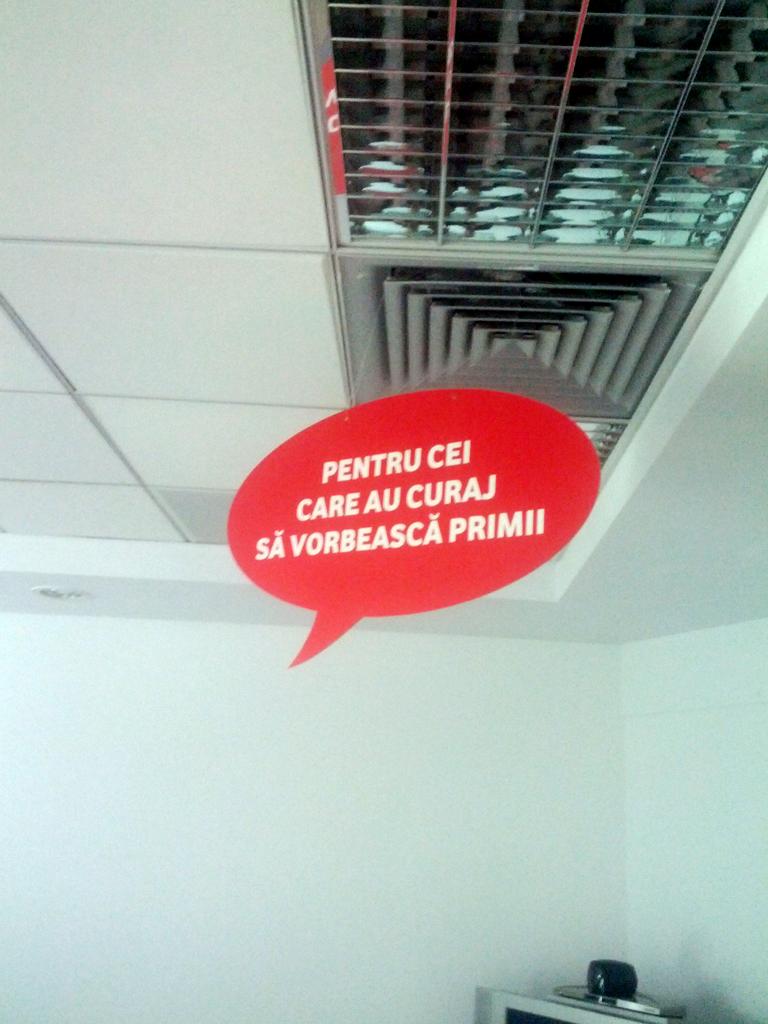 PENTRU CEI
CARE AU CURAJ
SĂ VORBEASCĂ PRIMII